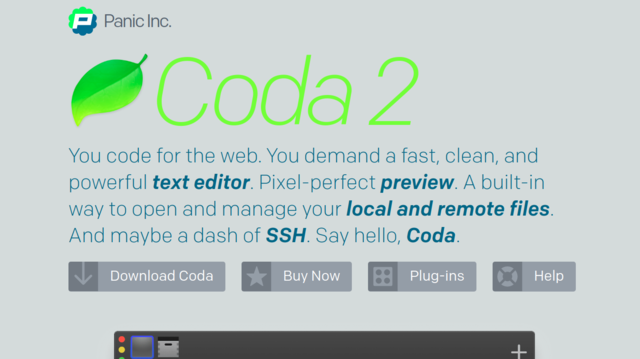 Panic Inc.
Coda 2
You code for the web. You demand a fast, clean, and
powerful text editor. Pixel-perfect preview. A built-in
way to open and manage your local and remote files.
And maybe a dash of SSH. Say hello, Coda.
Download Coda
Buy Now
Plug-ins
Help